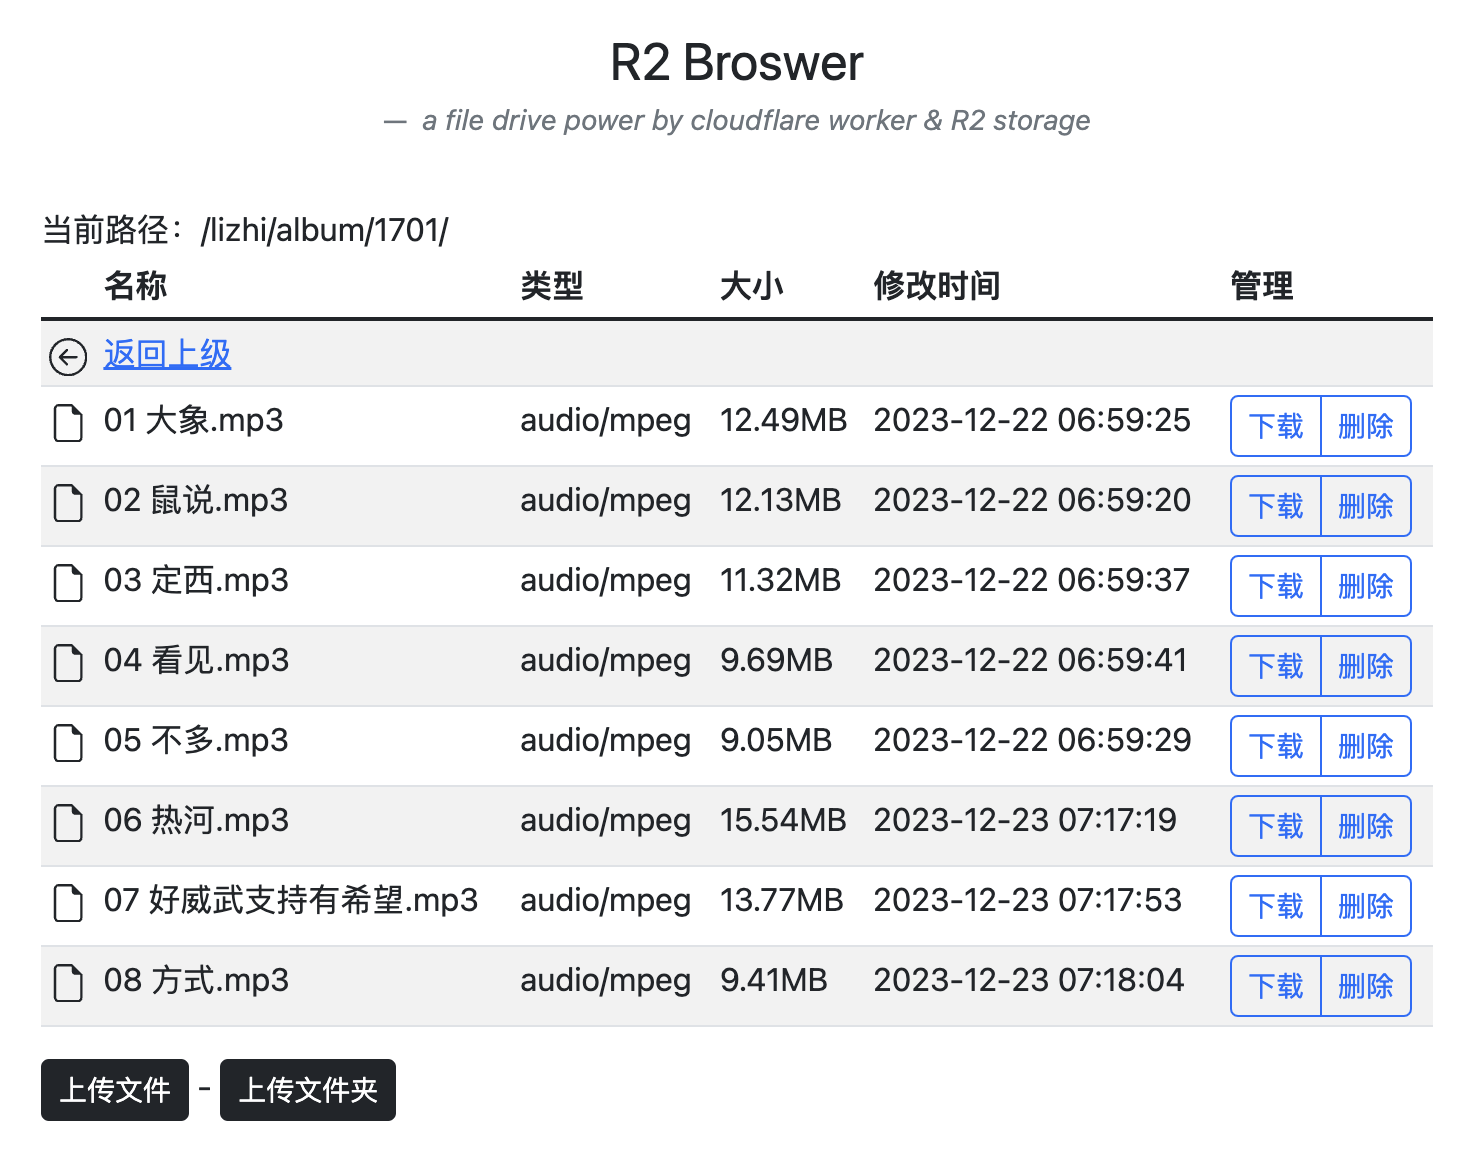 R2 Broswer
— a file drive power by cloudflare worker & R2 storage
当前路径：/lizhi/album/1701/
名称 类型 大小 修改时间 管理
返回上级
01 大象.mp3 audio/mpeg 12.49MB 2023-12-22 06:59:25 下载 删除
02 鼠说.mp3 audio/mpeg 12.13MB 2023-12-22 06:59:20 下载 删除
03 定西.mp3 audio/mpeg 11.32MB 2023-12-22 06:59:37 下载 删除
04 看见.mp3 audio/mpeg 9.69MB 2023-12-22 06:59:41 下载 删除
05 不多.mp3 audio/mpeg 9.05MB 2023-12-22 06:59:29 下载 删除
06 热河.mp3 audio/mpeg 15.54MB 2023-12-23 07:17:19 下载 删除
07 好威武支持有希望.mp3 audio/mpeg 13.77MB 2023-12-23 07:17:53 下载 删除
08 方式.mp3 audio/mpeg 9.41MB 2023-12-23 07:18:04 下载 删除
上传文件 - 上传文件夹